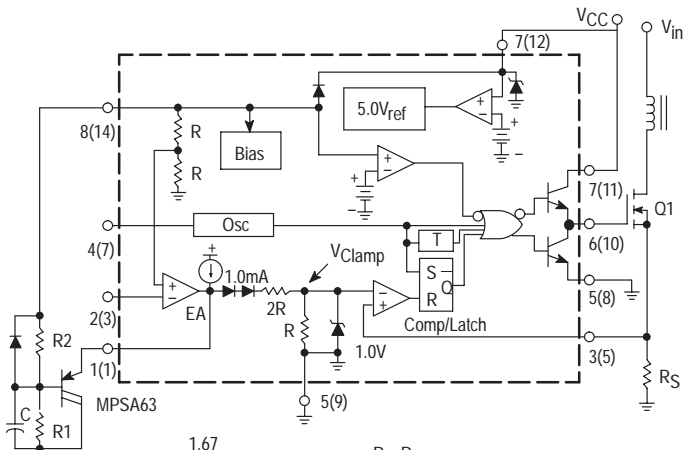 VCC
Vin
7(12)
5.0Vref
+
−
+
−
8(14)
R
R
Bias
+
−
+
−
7(11)
Q1
Osc
4(7)
T
6(10)
+
1.0mA
VClamp
S
Q
R
+
−
2R
R
−
+
EA
2(3)
5(8)
1.0V
Comp/Latch
3(5)
R2
1(1)
5(9)
RS
MPSA63
C
R1
1.67